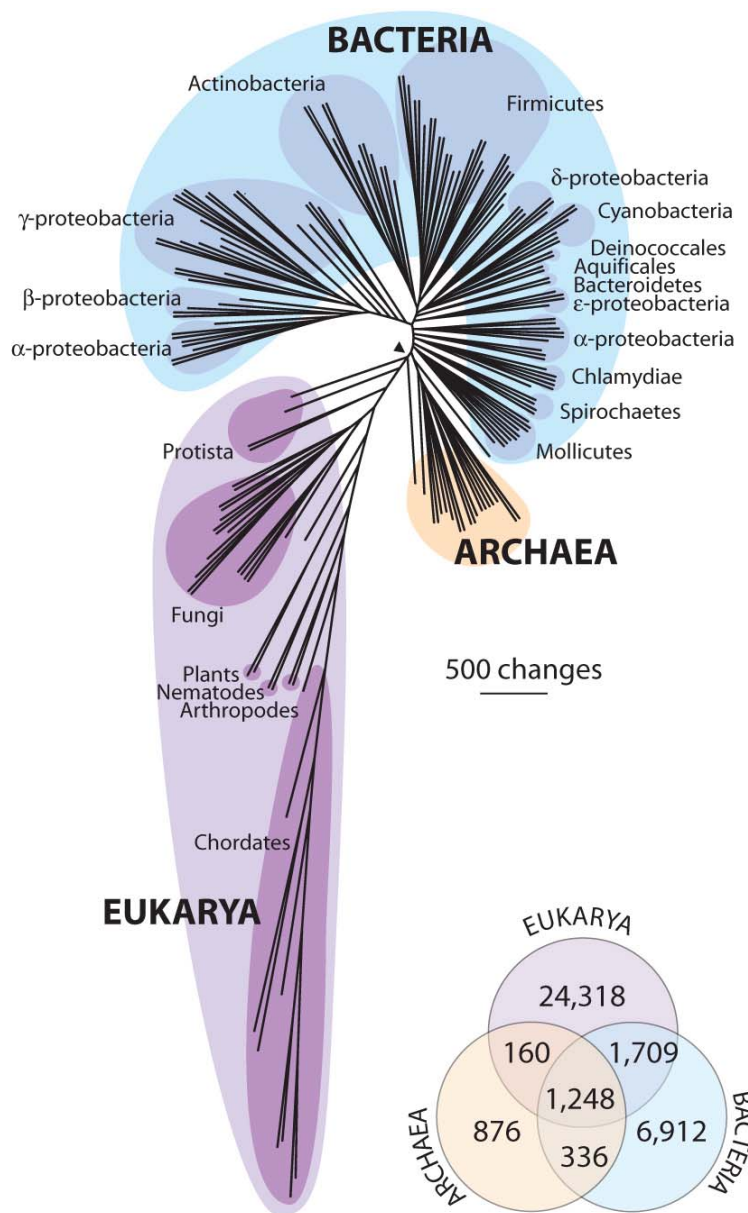 BACTERIA
Actinobacteria
Firmicutes
δ-proteobacteria
Cyanobacteria
γ-proteobacteria
Deinococcales
Aquificales
Bacteroidetes
β-proteobacteria
ε-proteobacteria
α-proteobacteria
α-proteobacteria
Chlamydiae
Spirochaetes
Protista
Mollicutes
ARCHAEA
Fungi
500 changes
Plants
Nematodes
Arthropodes
Chordates
EUKARYA
EUKARYA
24,318
160
1,709
1,248
876
6,912
336
ARCHAEA
BACTERIA